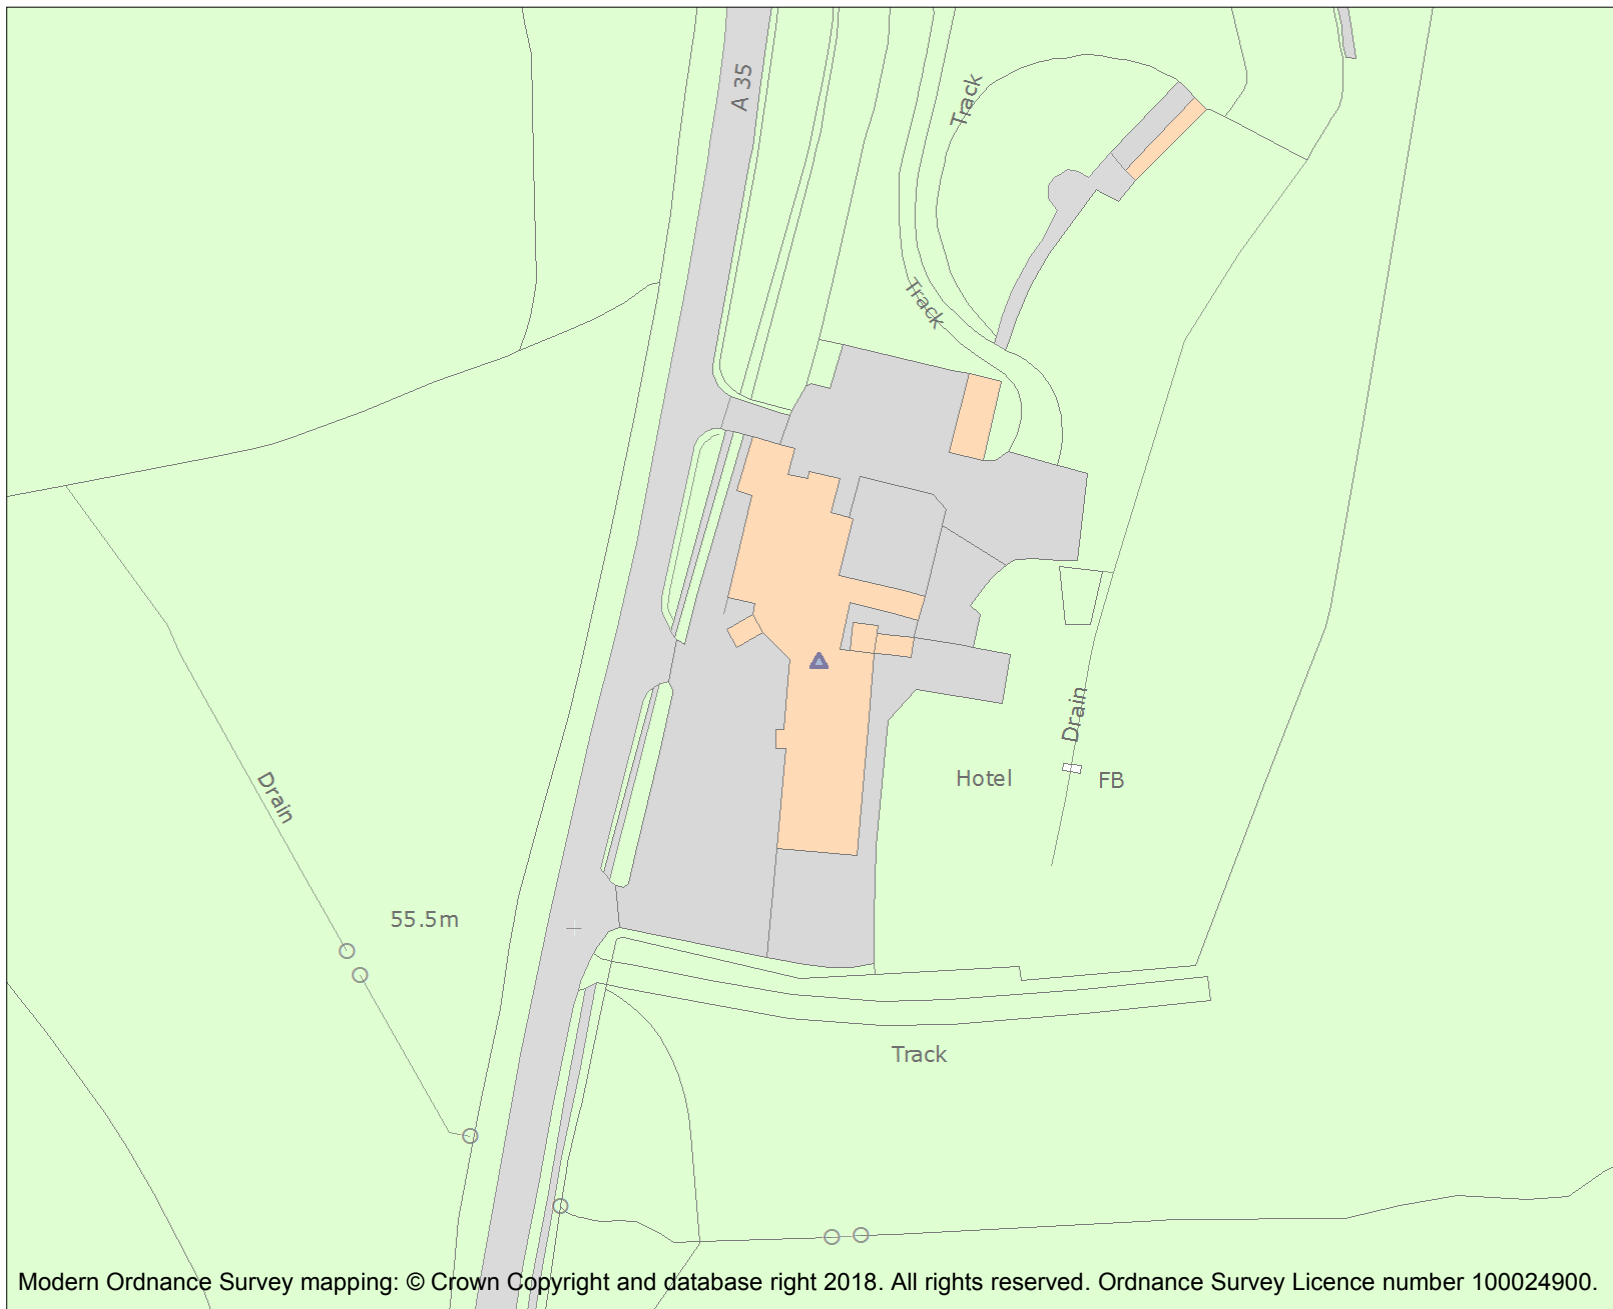 A 35
Track
Track
Drain
Hotel
FB
Drain
55.5m
Track
Modern Ordnance Survey mapping: © Crown Copyright and database right 2018. All rights reserved. Ordnance Survey Licence number 100024900.